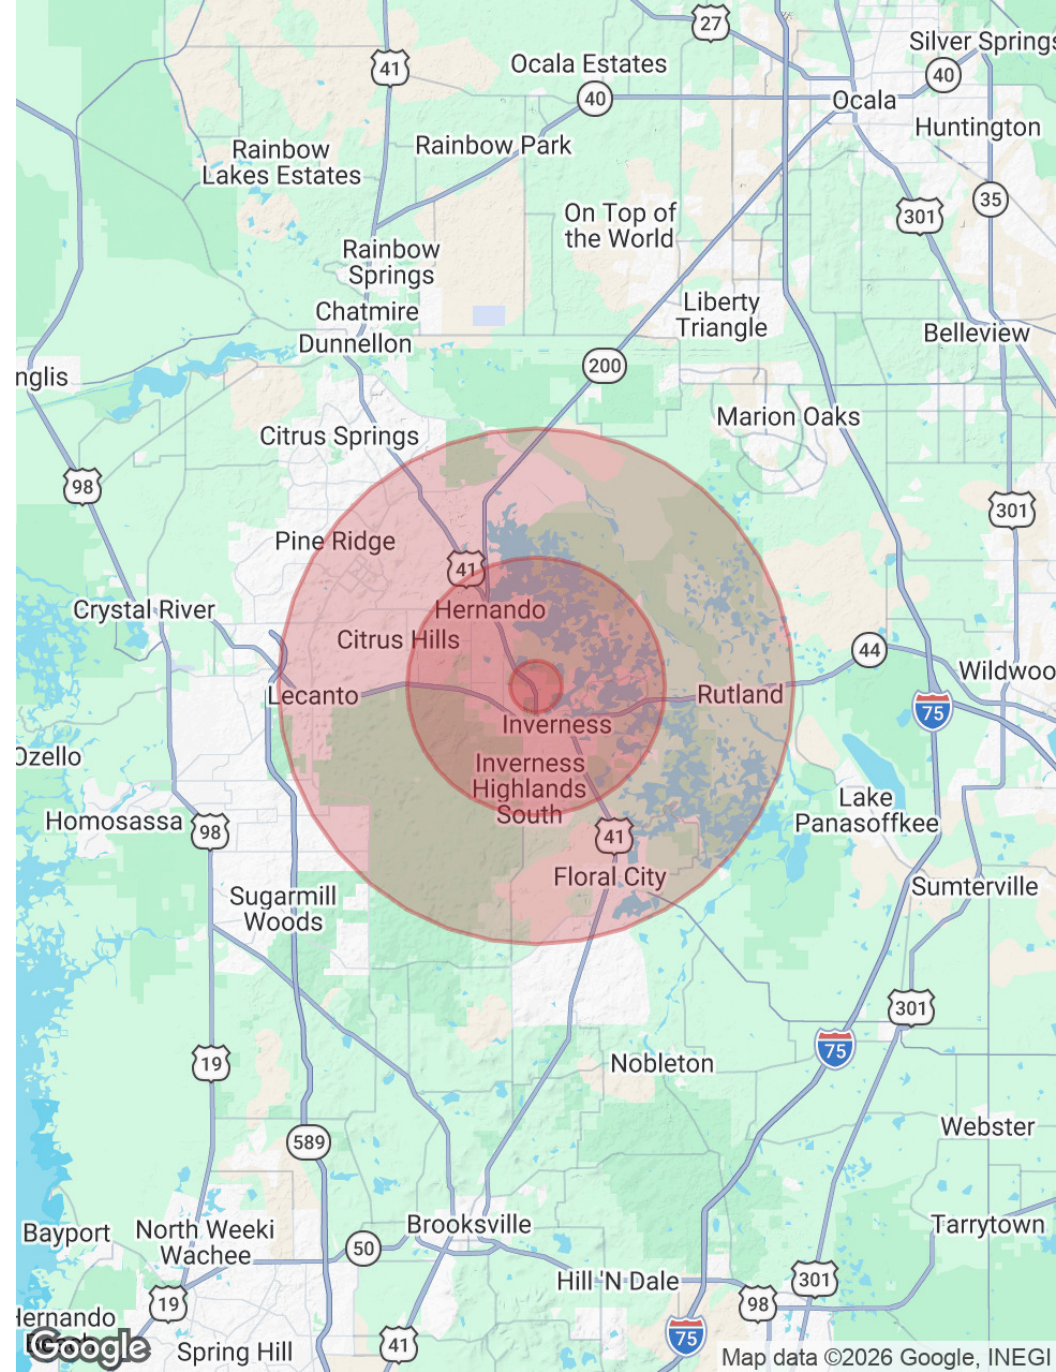 27
Silver Springs
41
Ocala Estates
40
40
Ocala
Huntington
Rainbow Park
Rainbow
Lakes Estates
35
301
On Top of
the World
Rainbow
Springs
Liberty
Triangle
Chatmire
Dunnellon
Belleview
200
nglis
Marion Oaks
Citrus Springs
98
301
Pine Ridge
41
Crystal River
Hernando
Citrus Hills
44
Wildwoo
Lecanto
Rutland
75
Inverness
Ozello
Inverness
Highlands
South
Lake
Panasoffkee
Homosassa
98
41
Floral City
Sumterville
Sugarmill
Woods
301
75
Nobleton
19
Webster
589
Brooksville
Tarrytown
Bayport
North Weeki
Wachee
50
Hill 'N Dale
301
19
98
Hernando
41
75
Google
Spring Hill
Map data ©2026 Google, INEGI